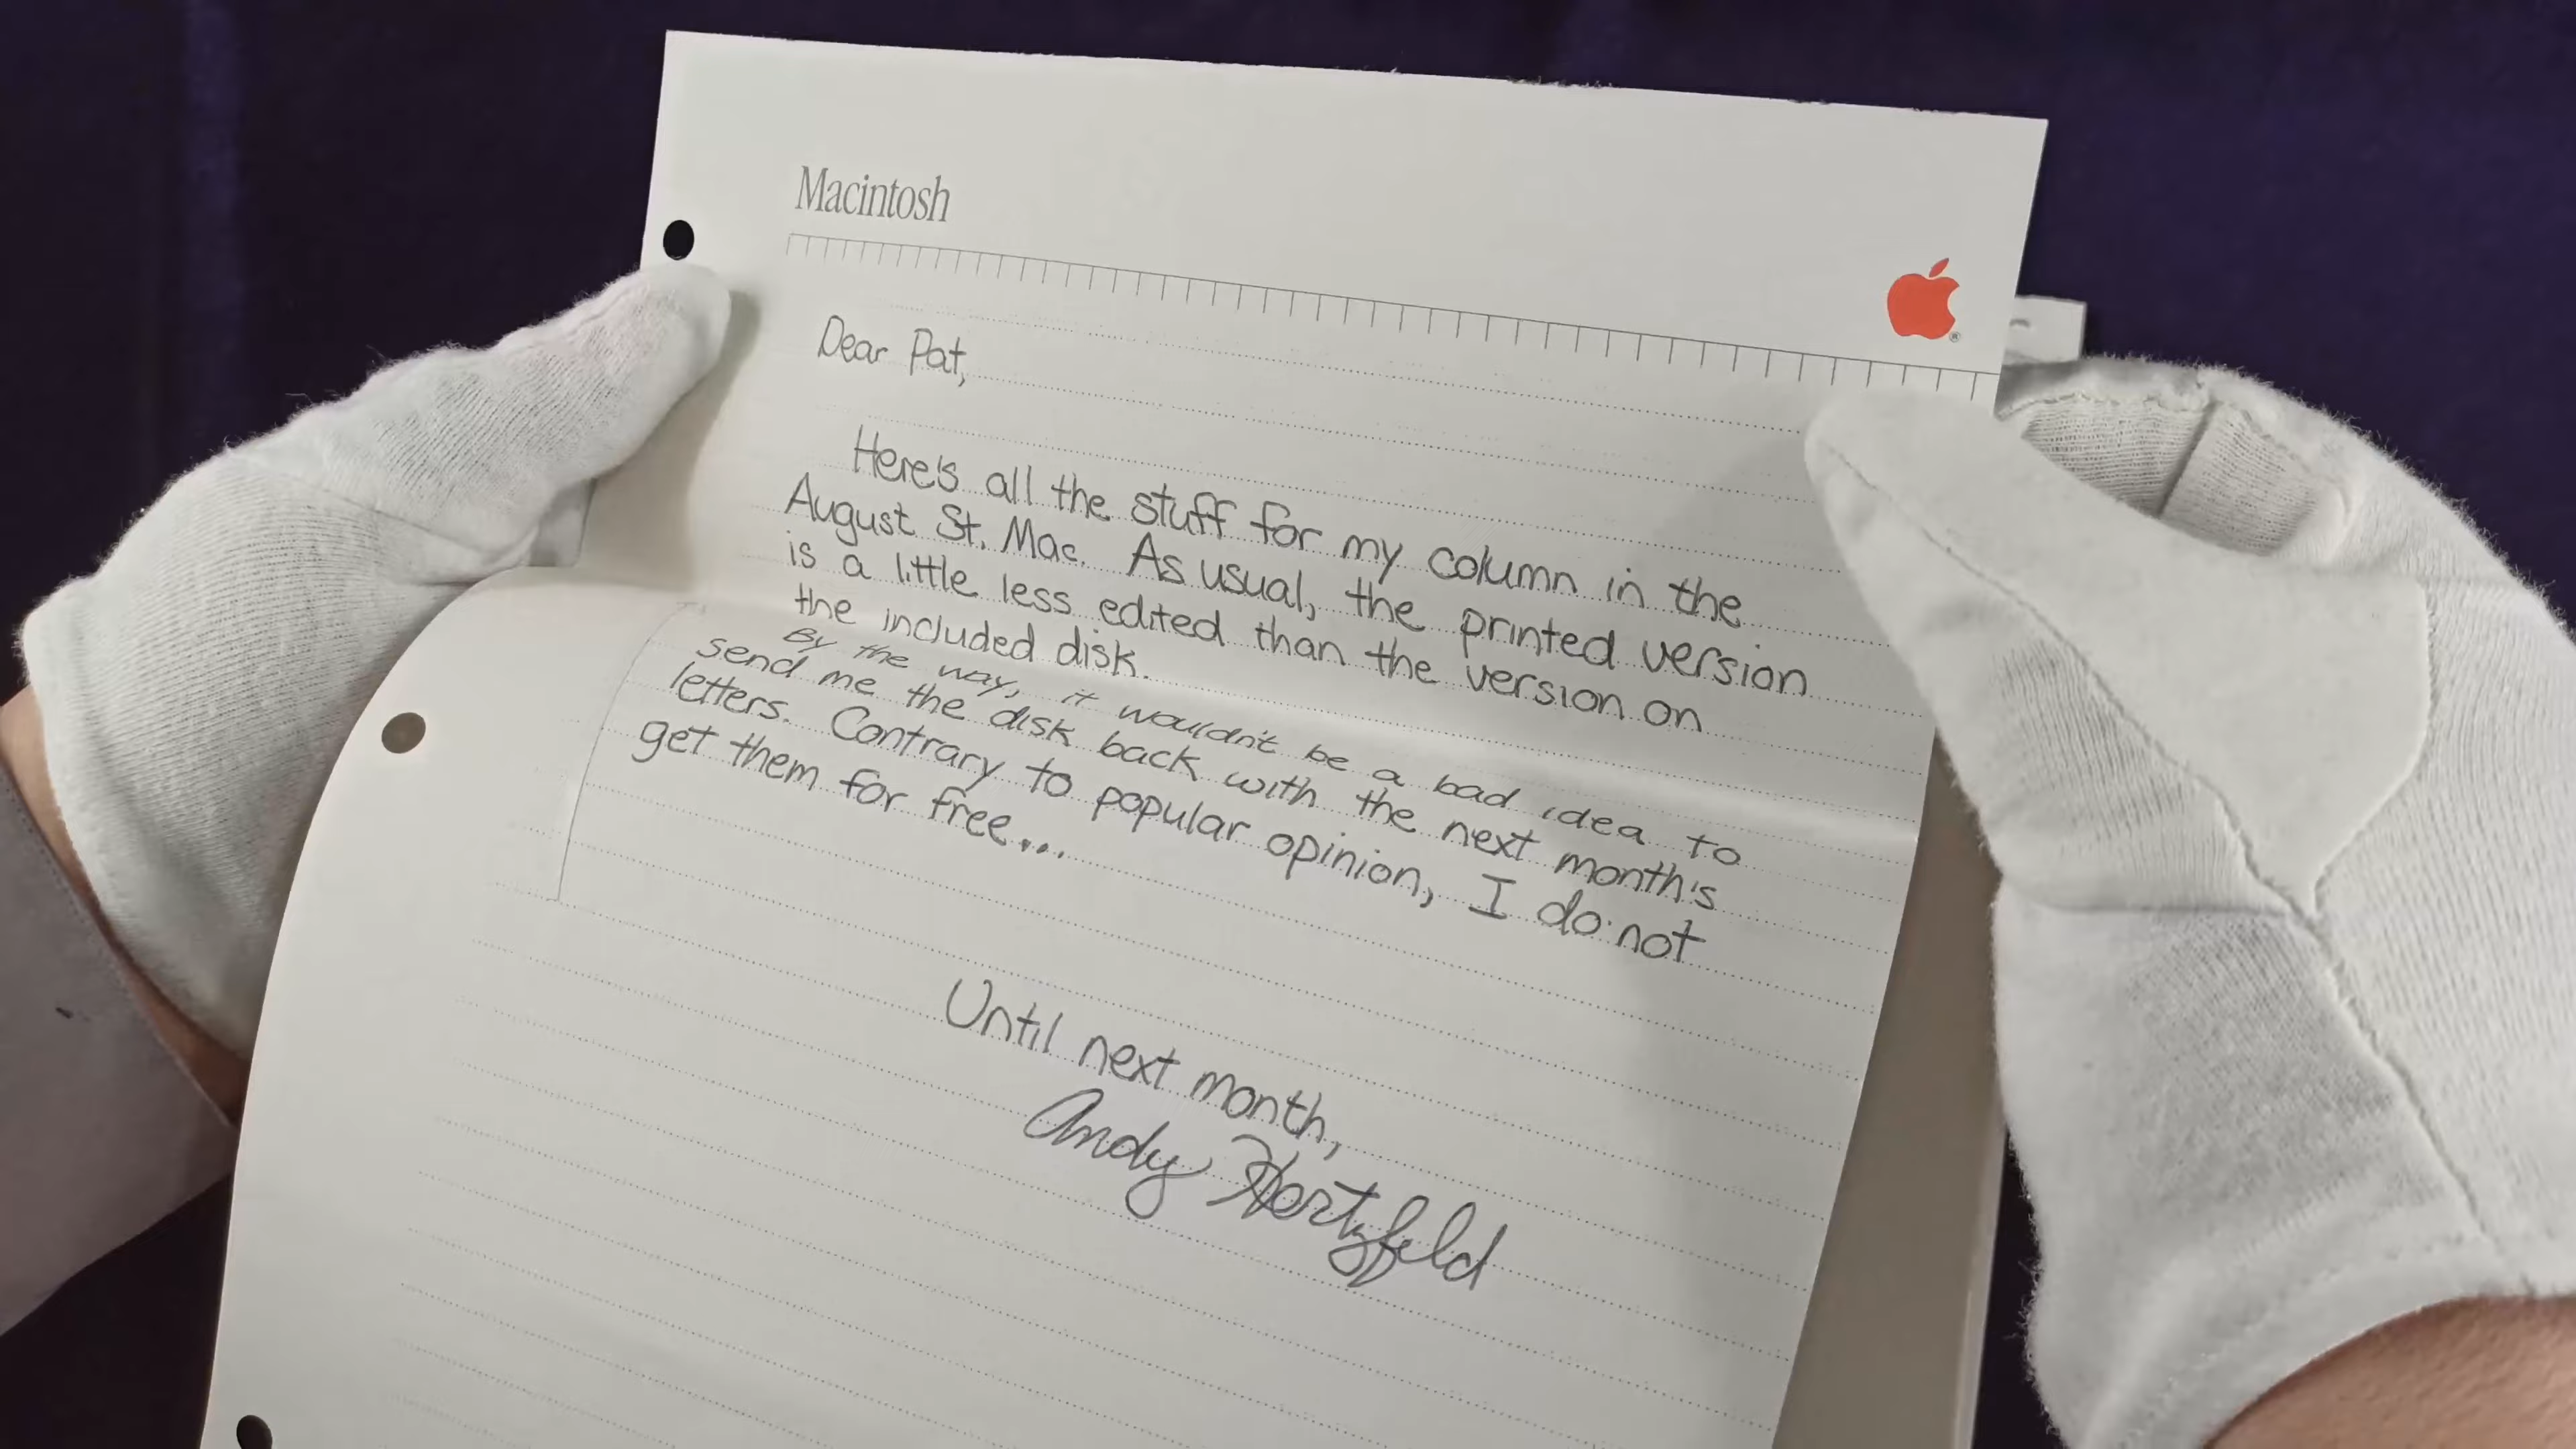 Macintosh
Dear Pat,
Here's all the stuff for my column in the
August St. Mac. As usual, the printed version
is a little less edited than the version on
the included disk.
By the way, it wouldn't be a bad idea to
send me the disk back with the next month's
letters. Contrary to popular opinion, I do not
get them for free...
Until next month,
Andy Hertzfeld